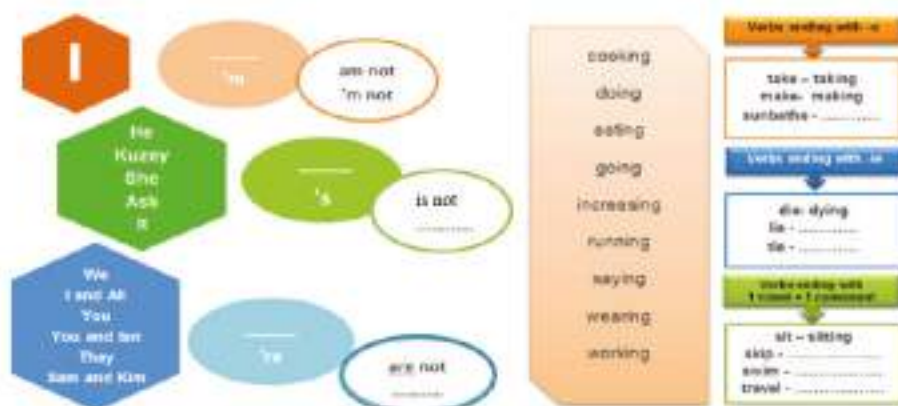 I
______
'm
am not
'm not
He
Kuzey
She
Aslı
It
______
's
is not
............
We
I and Ali
You
You and
They
Sam and Kim
______
're
are not
............
cooking
doing
eating
going
increasing
running
saying
wearing
working
Verbs ending with -e
take – taking
make- making
sunbathe - ............
Verbs ending with -ie
die- dying
lie - ............
tie - ............
Verbs ending with
1 vowel + 1 consonant
sit – sitting
skip - ..................
swim - ..................
travel - ..................